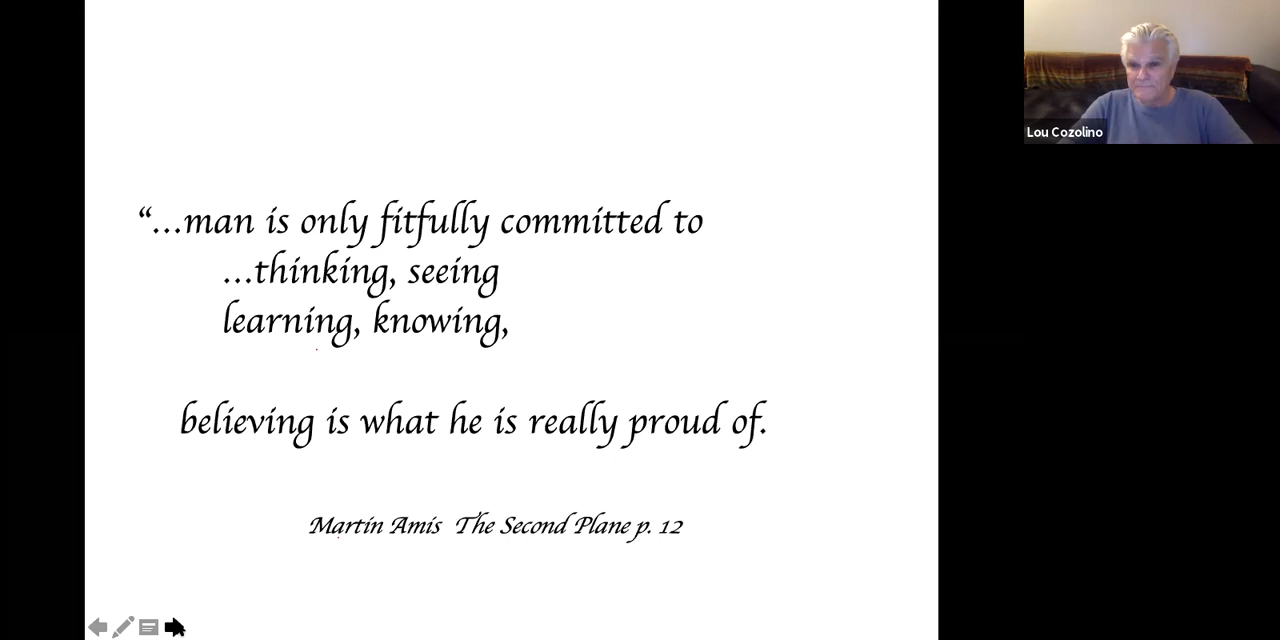 “...man is only fitfully committed to
...thinking, seeing
learning, knowing,
believing is what he is really proud of.
Martin Amis The Second Plane p. 12
Lou Cozolino